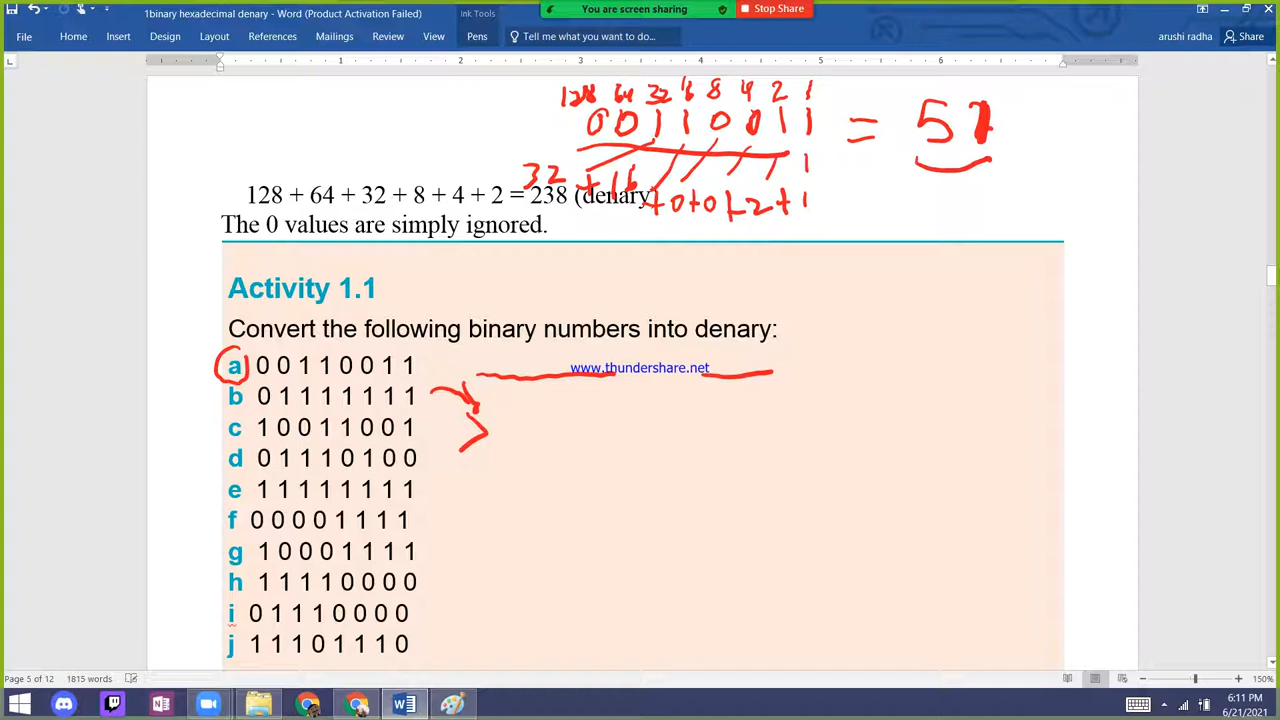 1binary hexadecimal denary - Word (Product Activation Failed)
Ink Tools
You are screen sharing
Stop Share
File Home Insert Design Layout References Mailings Review View Pens Tell me what you want to do... arushi radha Share
1 2 3 4 5 6
128 64 32 16 8 4 2 1
0 0 1 1 0 0 1 1 = 51
1
32 + 16 + 0 + 0 + 2 + 1
128 + 64 + 32 + 8 + 4 + 2 = 238 (denary)
The 0 values are simply ignored.
Activity 1.1
Convert the following binary numbers into denary:
a 0 0 1 1 0 0 1 1
www.thundershare.net
b 0 1 1 1 1 1 1 1
c 1 0 0 1 1 0 0 1
d 0 1 1 1 0 1 0 0
e 1 1 1 1 1 1 1 1
f 0 0 0 0 1 1 1 1
g 1 0 0 0 1 1 1 1
h 1 1 1 1 0 0 0 0
i 0 1 1 1 0 0 0 0
j 1 1 1 0 1 1 1 0
Page 5 of 12 1815 words 150%
6:11 PM
6/21/2021